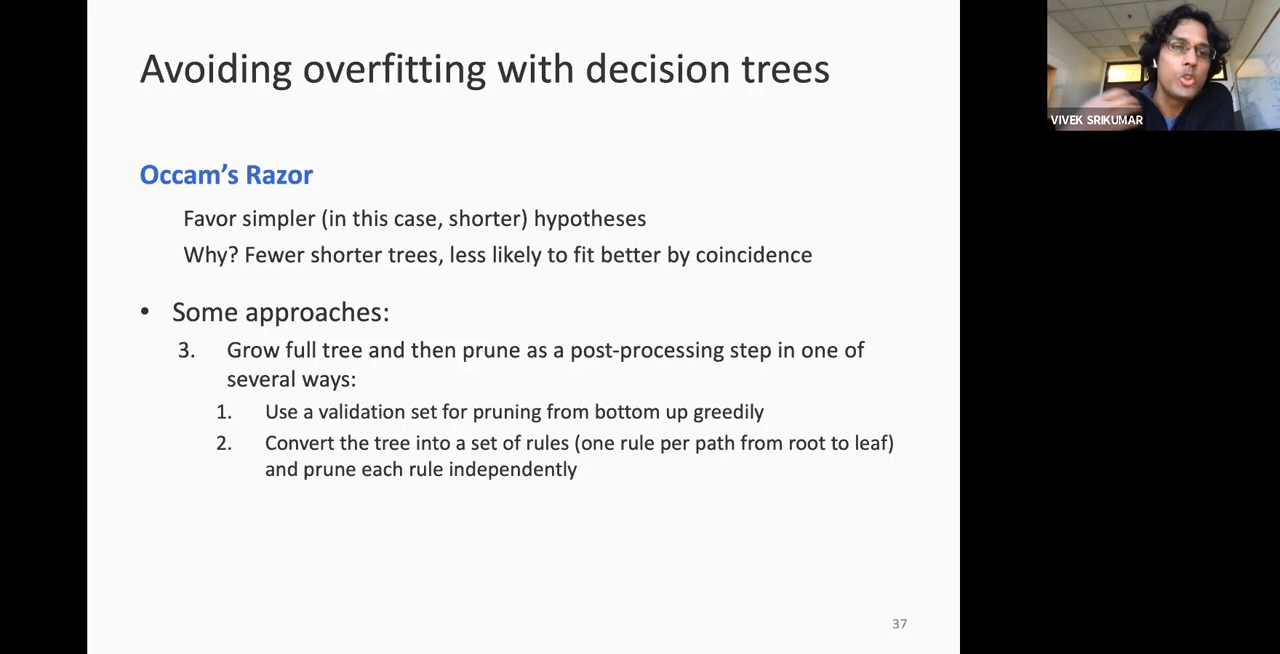 Avoiding overfitting with decision trees
VIVEK SRIKUMAR
Occam’s Razor
Favor simpler (in this case, shorter) hypotheses
Why? Fewer shorter trees, less likely to fit better by coincidence
• Some approaches:
3. Grow full tree and then prune as a post-processing step in one of
several ways:
1. Use a validation set for pruning from bottom up greedily
2. Convert the tree into a set of rules (one rule per path from root to leaf)
and prune each rule independently
37